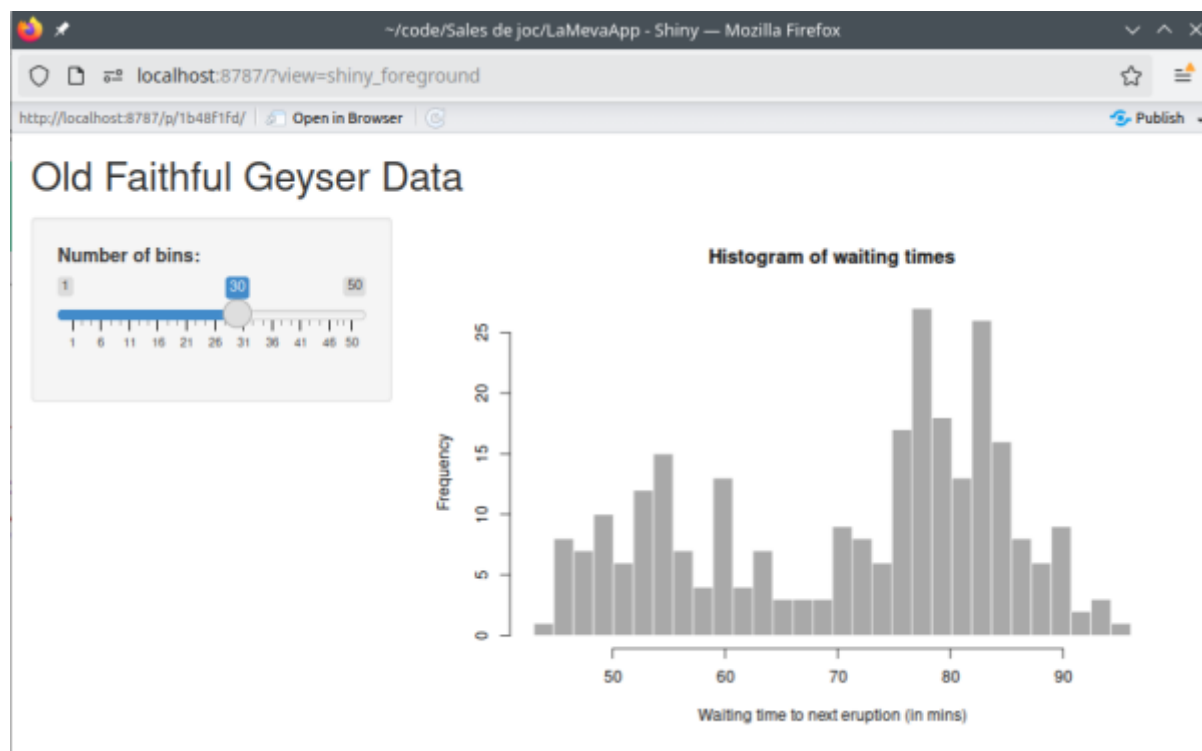 ~/code/Sales de joc/LaMevaApp - Shiny — Mozilla Firefox
localhost:8787/?view=shiny_foreground
http://localhost:8787/p/1b48f1fd/ Open in Browser Publish
Old Faithful Geyser Data
Number of bins:
1 30 50
1 6 11 16 21 26 31 36 41 46 50
Histogram of waiting times
25
20
15
10
5
0
Frequency
50 60 70 80 90
Waiting time to next eruption (in mins)